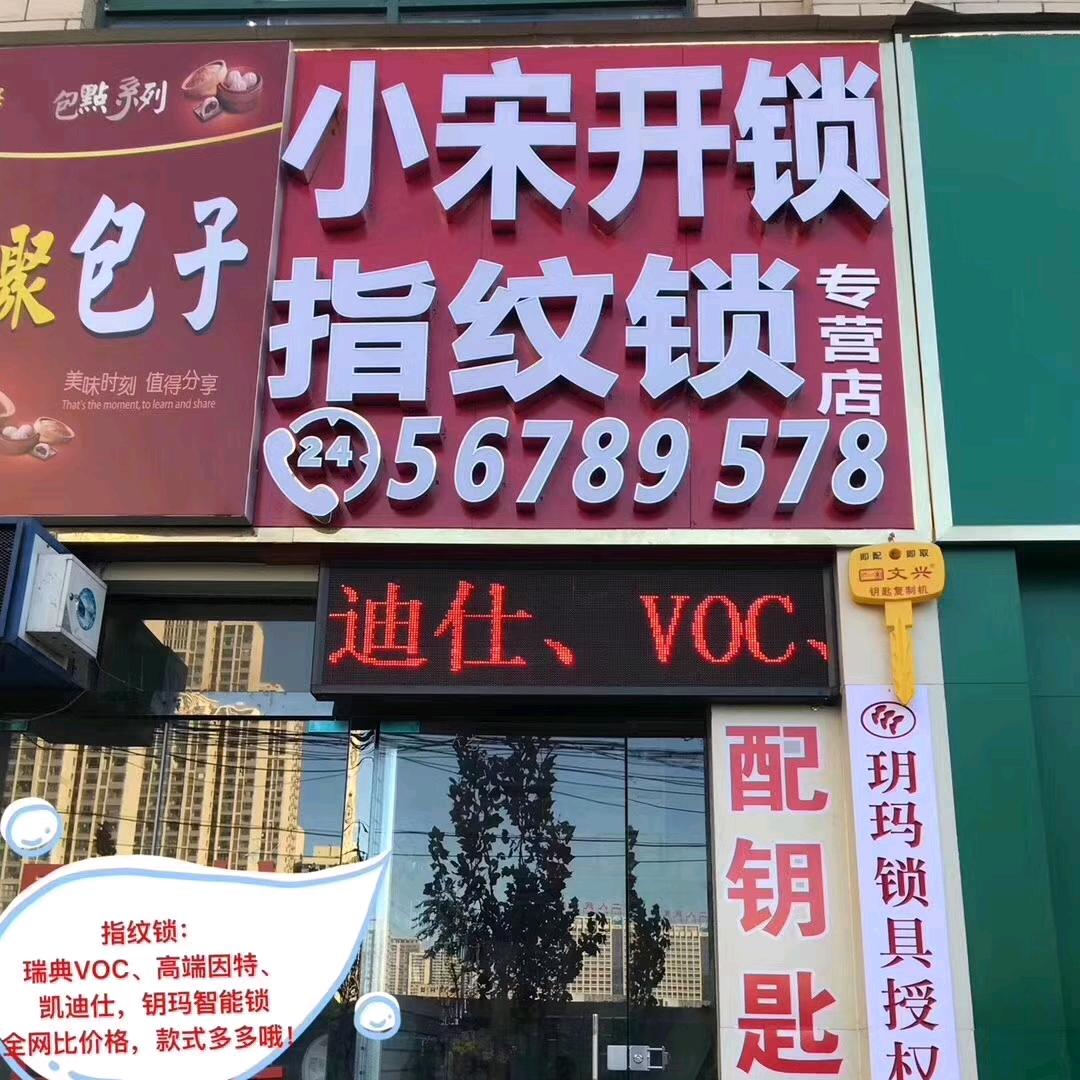 包點系列
聚包子
美味时刻 值得分享
That's the moment, to learn and share
小宋开锁
指纹锁
专营店
24
56789 578
迪仕、VOC、
即配 即取
文兴
钥匙复制机
配钥匙
玥玛锁具授权
指纹锁：
瑞典VOC、高端因特、
凯迪仕，钥玛智能锁
全网比价格，款式多多哦！